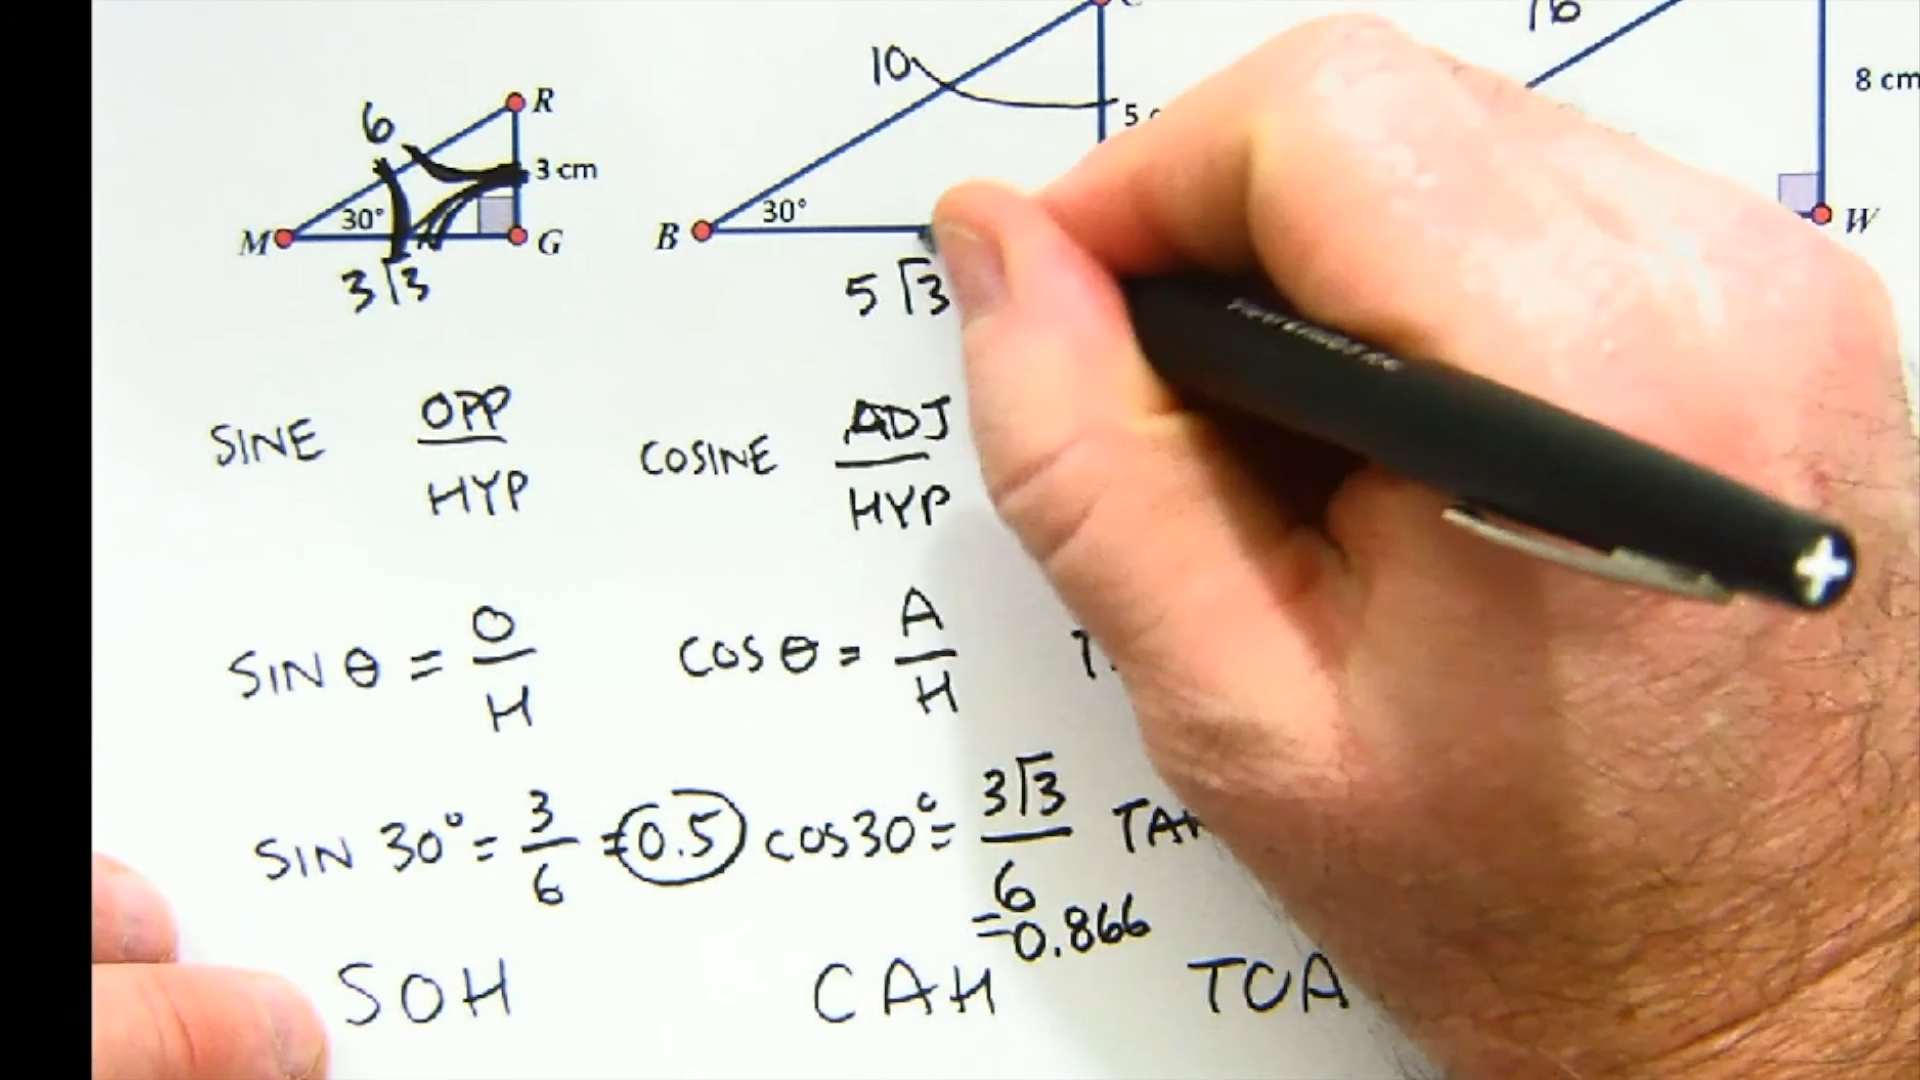 16
10
8 cm
R
5
6
3 cm
30°
30°
M
G
B
W
3√3
5√3
SINE OPP/HYP
COSINE ADJ/HYP
SIN θ = O/H
COS θ = A/H
SIN 30° = 3/6 = 0.5
COS 30° = 3√3/6
= 0.866
SOH CAH TOA